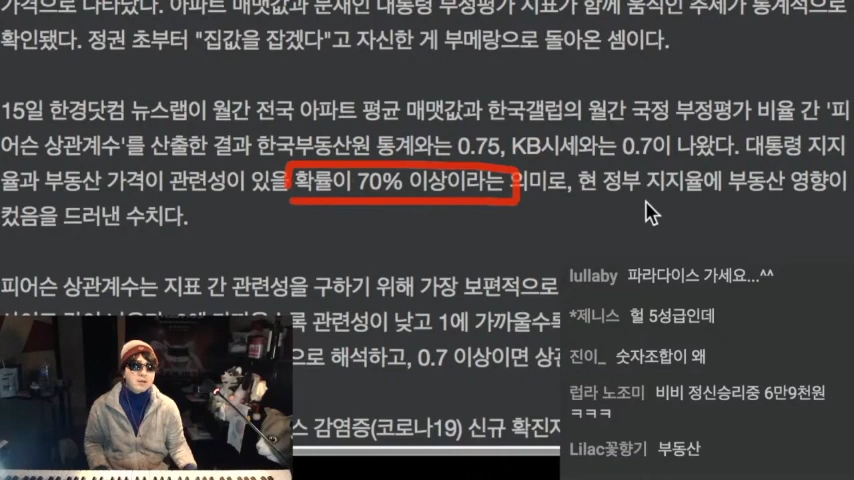 가격으로 나타났다. 아파트 매맷값과 문재인 대통령 부정평가 지표가 함께 움직인 추세가 통계적으로
확인됐다. 정권 초부터 "집값을 잡겠다"고 자신한 게 부메랑으로 돌아온 셈이다.
15일 한경닷컴 뉴스랩이 월간 전국 아파트 평균 매맷값과 한국갤럽의 월간 국정 부정평가 비율 간 '피
어슨 상관계수'를 산출한 결과 한국부동산원 통계와는 0.75, KB시세와는 0.7이 나왔다. 대통령 지지
율과 부동산 가격이 관련성이 있을 확률이 70% 이상이라는 의미로, 현 정부 지지율에 부동산 영향이
컸음을 드러낸 수치다.
피어슨 상관계수는 지표 간 관련성을 구하기 위해 가장 보편적으로
록 관련성이 낮고 1에 가까울수록
으로 해석하고, 0.7 이상이면 상관
스 감염증(코로나19) 신규 확진자
lullaby 파라다이스 가세요...^^
*제니스 헐 5성급인데
진이_ 숫자조합이 왜
럼라 노조미 비비 정신승리중 6만9천원
ㅋㅋㅋ
Lilac꽃향기 부동산